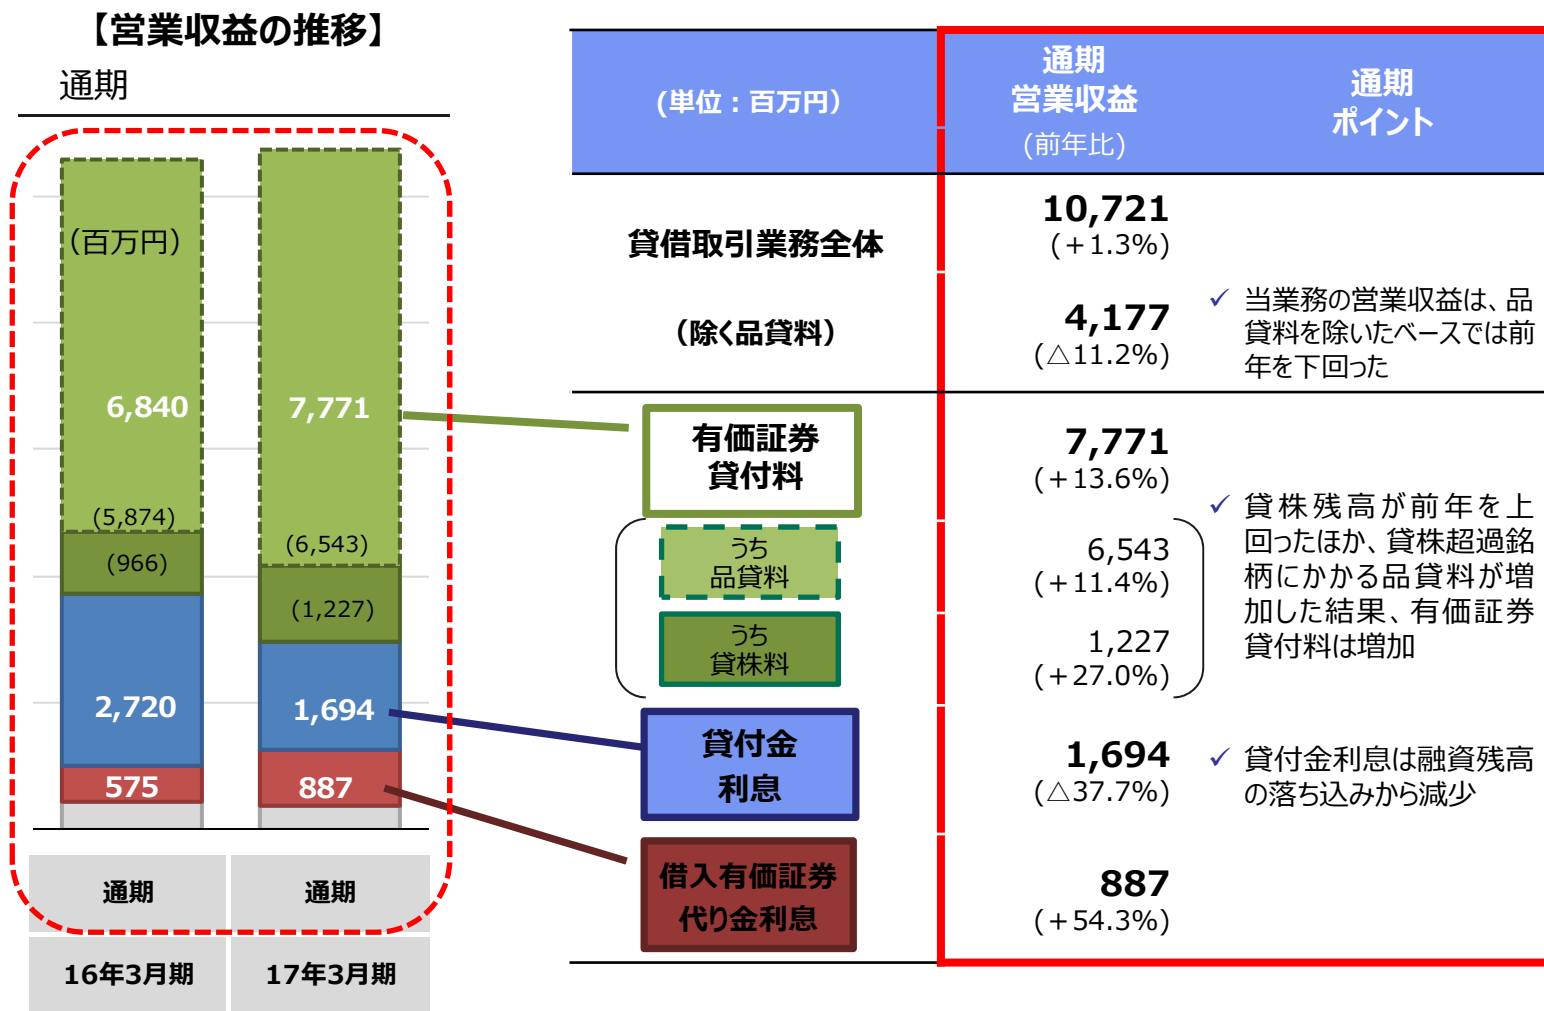 【営業収益の推移】
通期
(百万円)
6,840
7,771
(5,874)
(966)
(6,543)
(1,227)
2,720
1,694
575
887
通期
通期
16年3月期
17年3月期
(単位：百万円)
通期
営業収益
(前年比)
通期
ポイント
貸借取引業務全体
10,721
(＋1.3%)
(除く品貸料)
4,177
(△11.2%)
✓ 当業務の営業収益は、品
貸料を除いたベースでは前
年を下回った
有価証券
貸付料
7,771
(＋13.6%)
うち
品貸料
6,543
(＋11.4%)
うち
貸株料
1,227
(＋27.0%)
✓ 貸株残高が前年を上
回ったほか、貸株超過銘
柄にかかる品貸料が増
加した結果、有価証券
貸付料は増加
貸付金
利息
1,694
(△37.7%)
✓ 貸付金利息は融資残高
の落ち込みから減少
借入有価証券
代り金利息
887
(＋54.3%)